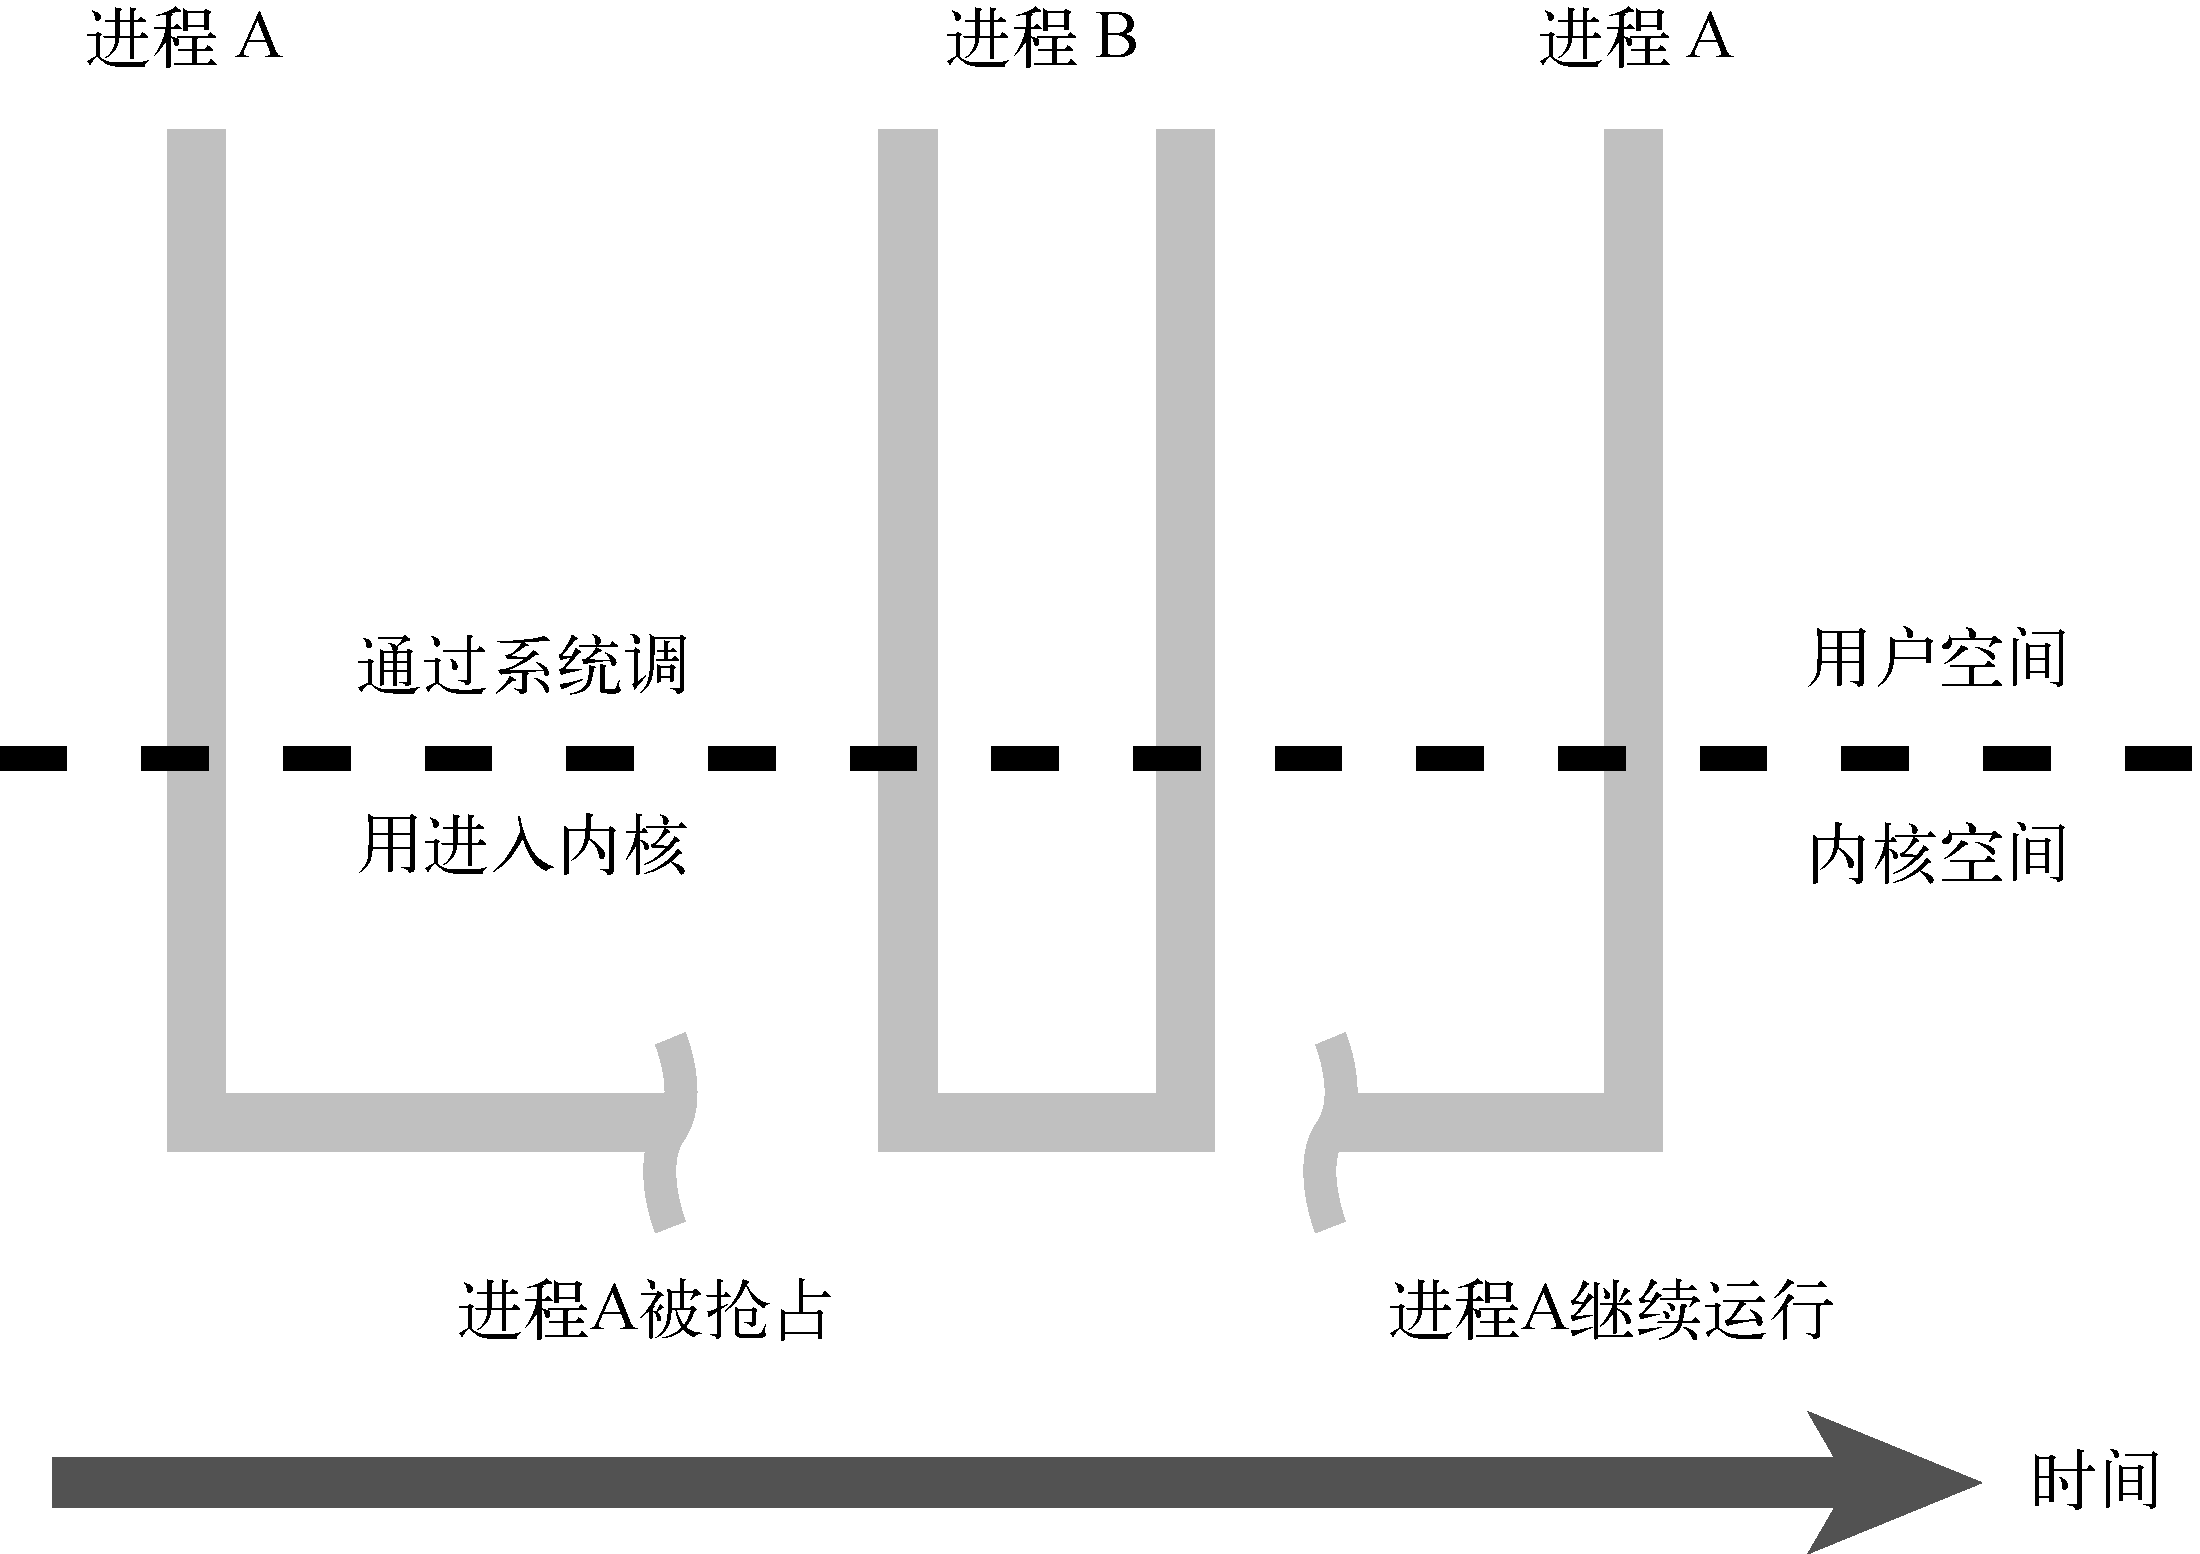 进程 A
进程 B
进程 A
通过系统调
用户空间
用进入内核
内核空间
进程A被抢占
进程A继续运行
时间